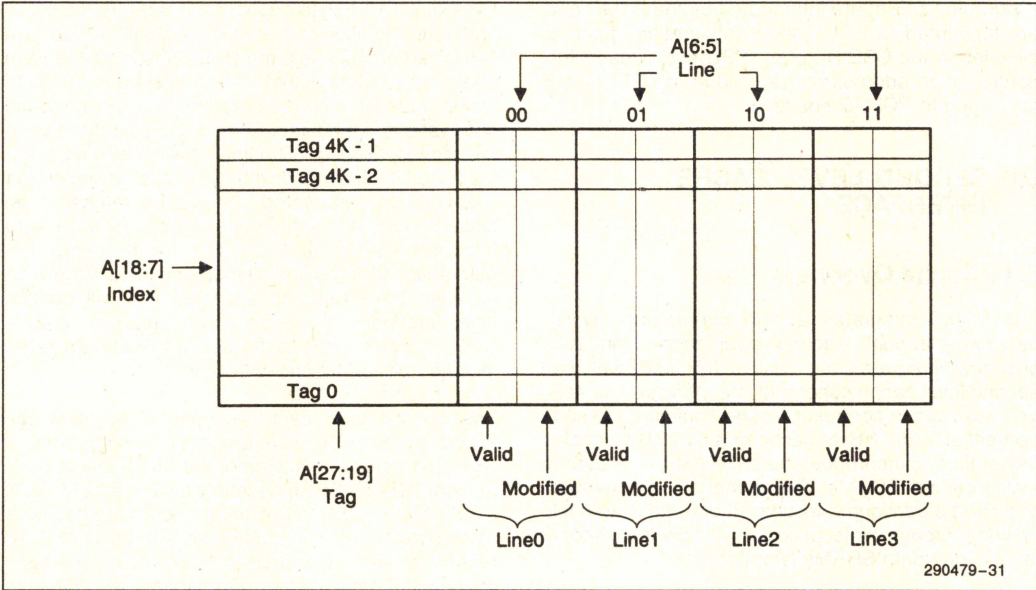 A[6:5]
Line
00 01 10 11
Tag 4K - 1
Tag 4K - 2
A[18:7]
Index
Tag 0
A[27:19]
Tag
Valid Valid Valid Valid
Modified Modified Modified Modified
Line0 Line1 Line2 Line3
290479-31